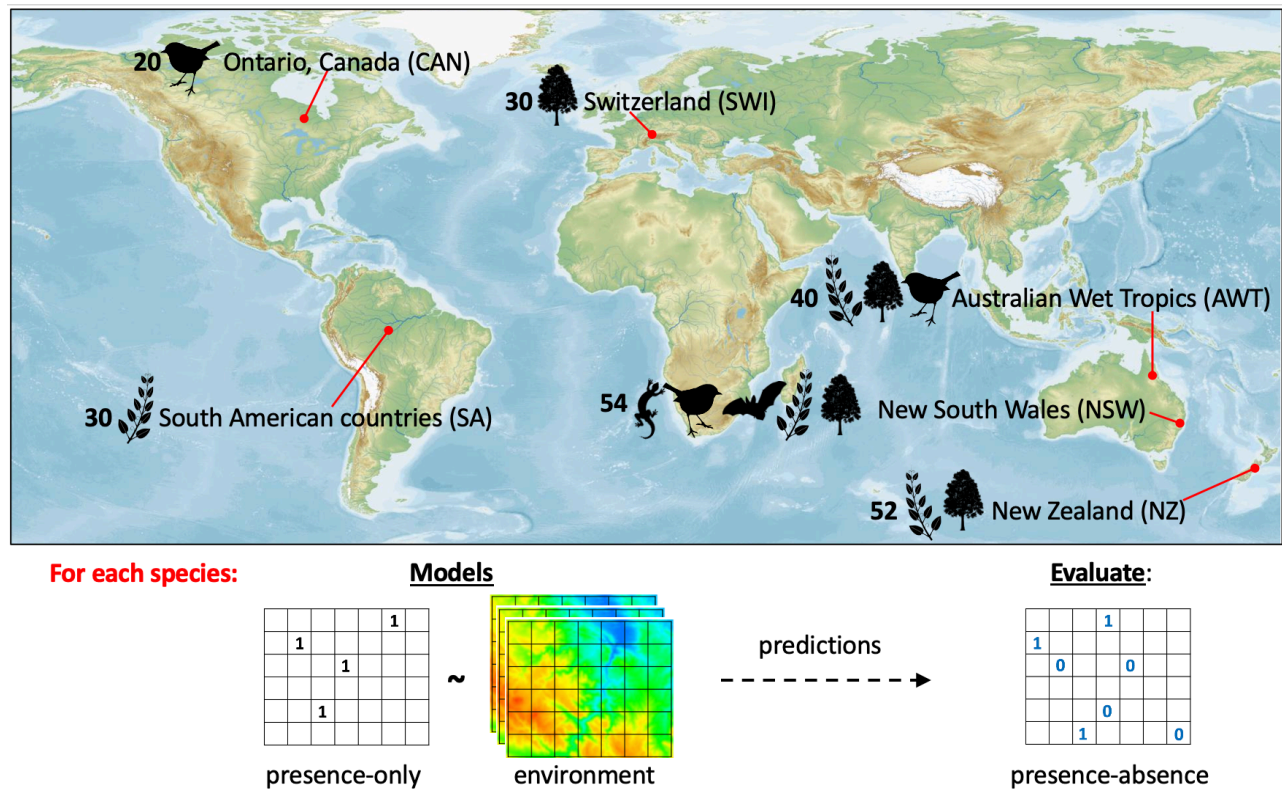 20 Ontario, Canada (CAN)
30 Switzerland (SWI)
40 Australian Wet Tropics (AWT)
30 South American countries (SA)
54 New South Wales (NSW)
52 New Zealand (NZ)
For each species:
Models
Evaluate:
1
1
1
1
presence-only
~
environment
predictions
1
1
0 0
0
1 0
presence-absence